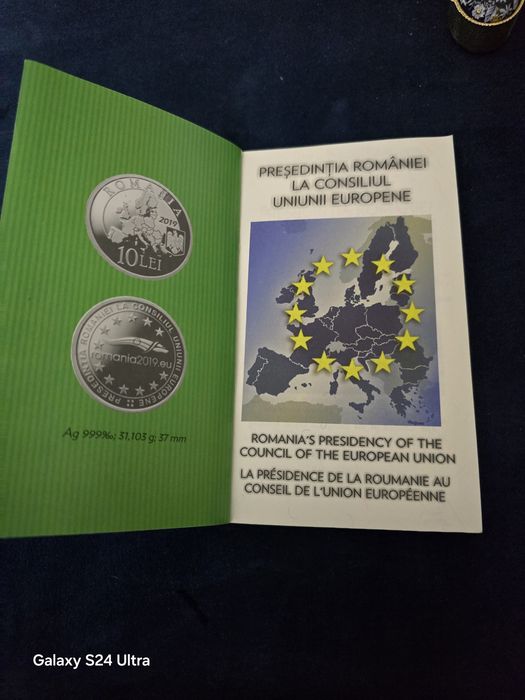 ROMANIA
2019
10 LEI
PREȘEDINȚIA ROMÂNIEI LA CONSILIUL UNIUNII EUROPENE
romania2019.eu
Ag 999‰; 31,103 g; 37 mm
PREȘEDINȚIA ROMÂNIEI
LA CONSILIUL
UNIUNII EUROPENE
ROMANIA'S PRESIDENCY OF THE
COUNCIL OF THE EUROPEAN UNION
LA PRÉSIDENCE DE LA ROUMANIE AU
CONSEIL DE L'UNION EUROPÉENNE
Galaxy S24 Ultra